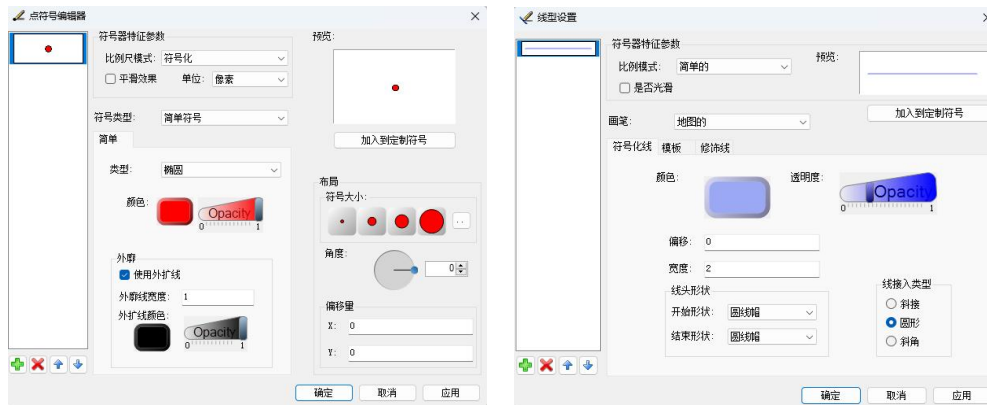 点符号编辑器
符号器特征参数
比例尺模式: 符号化
平滑效果 单位: 像素
符号类型: 简单符号
简单
类型: 椭圆
颜色:
Opacity
0 1
外廓
使用外扩线
外廓线宽度: 1
外扩线颜色:
Opacity
0 1
预览:
加入到定制符号
布局
符号大小:
..
角度:
0
偏移量
X: 0
Y: 0
确定 取消 应用
线型设置
符号器特征参数
比例模式: 简单的
是否光滑
预览:
加入到定制符号
画笔: 地图的
符号化线 模板 修饰线
颜色:
透明度:
Opacity
0 1
偏移: 0
宽度: 2
线头形状
开始形状: 圆线帽
结束形状: 圆线帽
线接入类型
斜接
圆形
斜角
确定 取消 应用